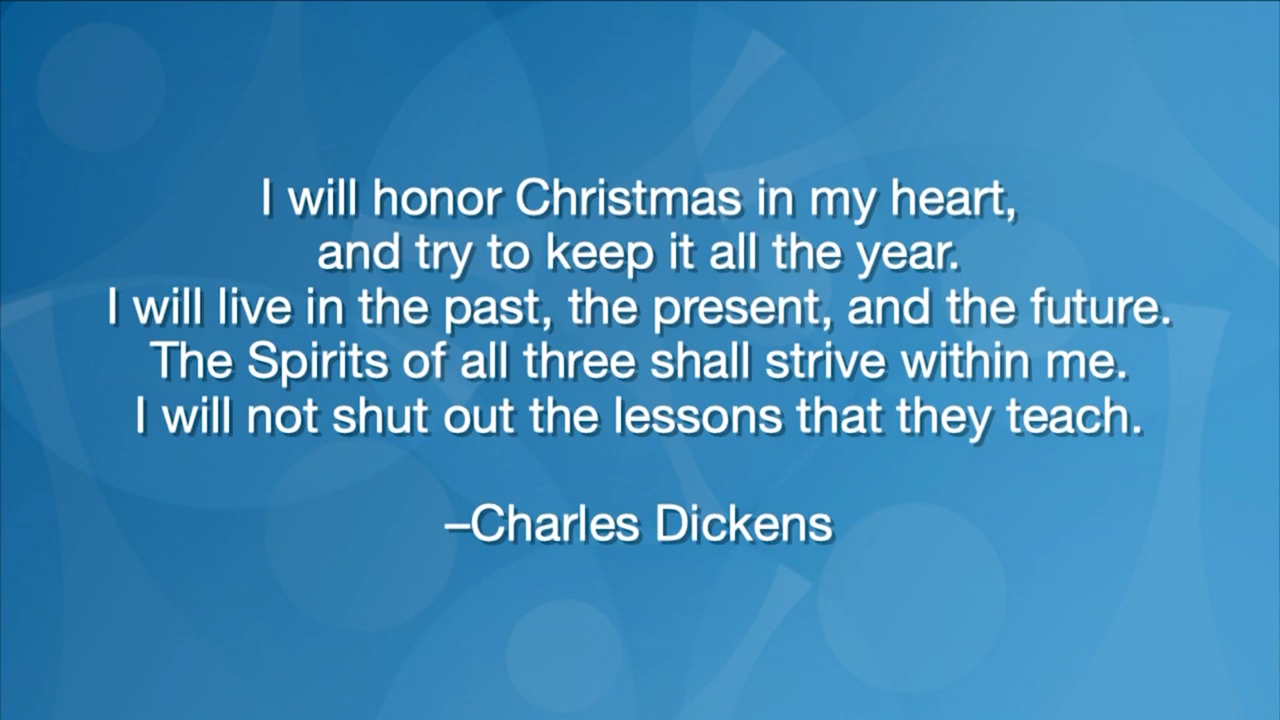 I will honor Christmas in my heart,
and try to keep it all the year.
I will live in the past, the present, and the future.
The Spirits of all three shall strive within me.
I will not shut out the lessons that they teach.
–Charles Dickens